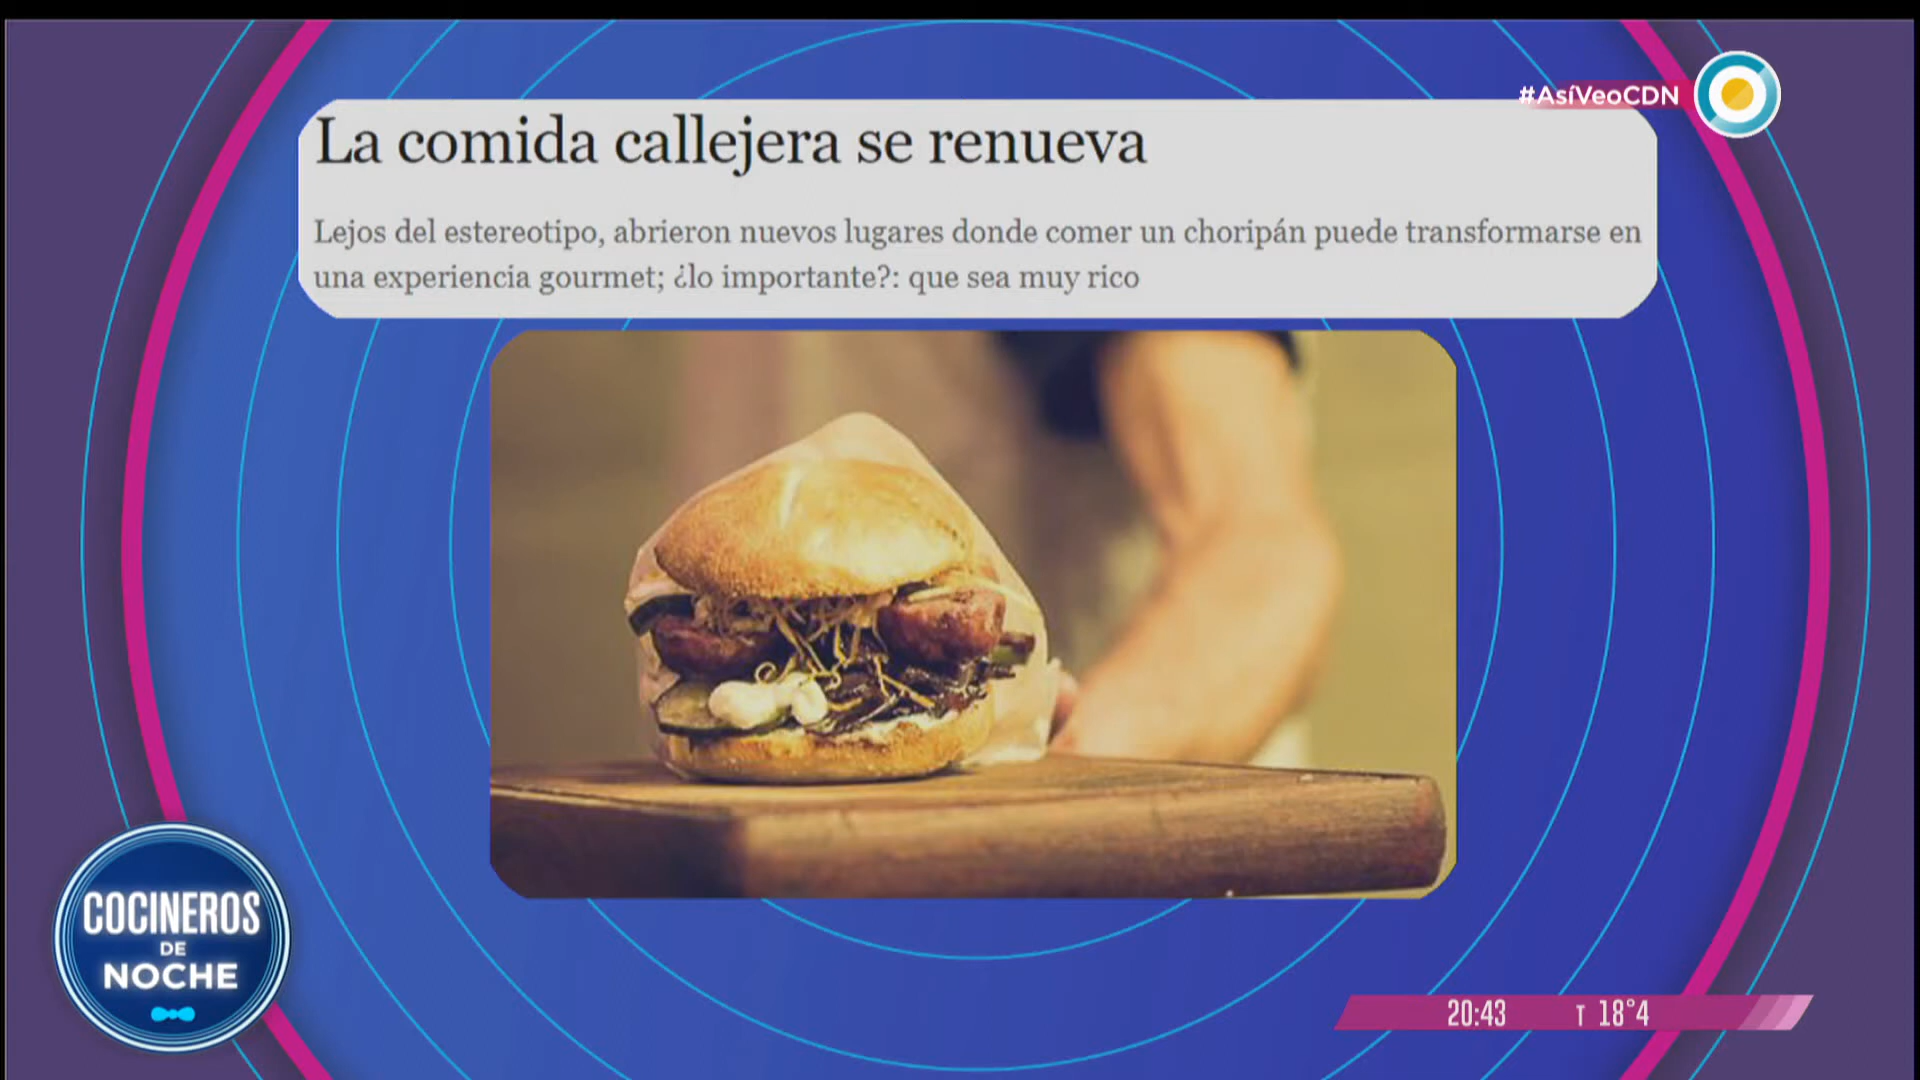 #AsíVeoCDN
La comida callejera se renueva
Lejos del estereotipo, abrieron nuevos lugares donde comer un choripán puede transformarse en
una experiencia gourmet; ¿lo importante?: que sea muy rico
COCINEROS
DE
NOCHE
20:43 T 18°4